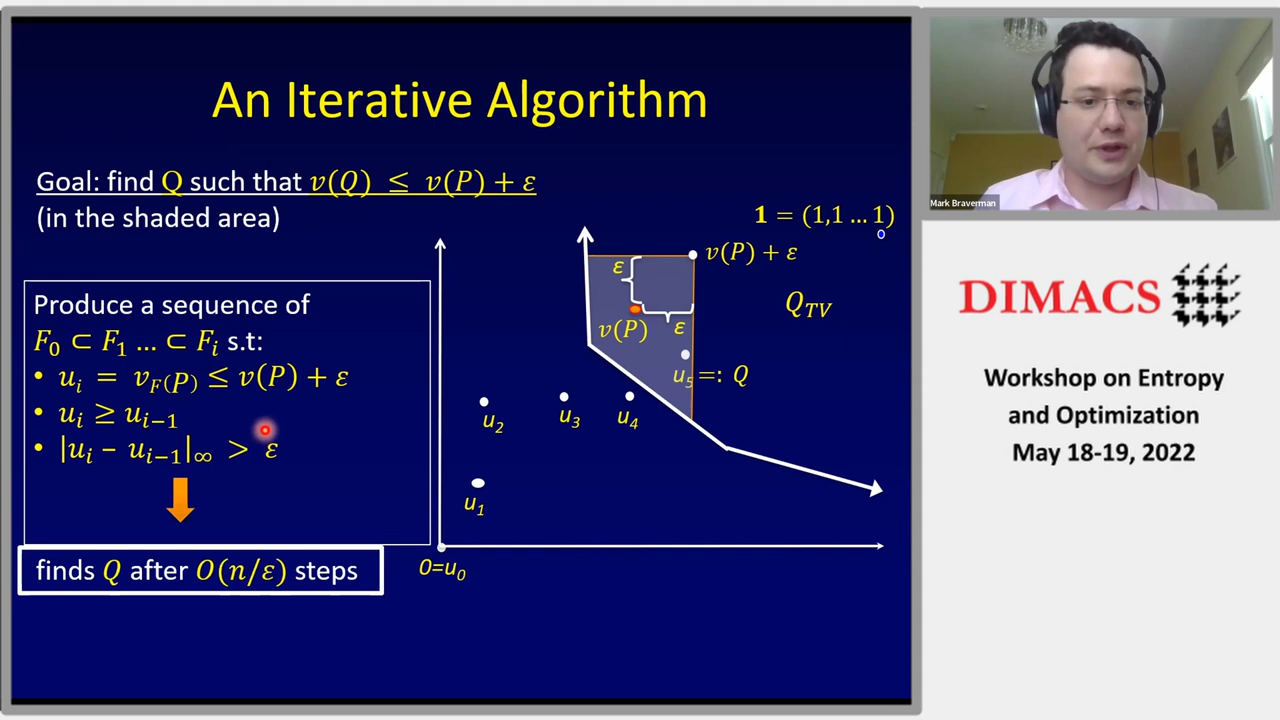 An Iterative Algorithm
Goal: find Q such that v(Q) ≤ v(P) + ε
(in the shaded area)
Produce a sequence of
F₀ ⊂ F₁ … ⊂ Fᵢ s.t:
• uᵢ = v_F(P) ≤ v(P) + ε
• uᵢ ≥ uᵢ₋₁
• |uᵢ – uᵢ₋₁|∞ > ε
finds Q after O(n/ε) steps
1 = (1,1 … 1)
v(P) + ε
ε
Q_TV
v(P)
ε
u₅ =: Q
u₂
u₃
u₄
u₁
0=u₀
Mark Braverman
DIMACS
Workshop on Entropy
and Optimization
May 18-19, 2022